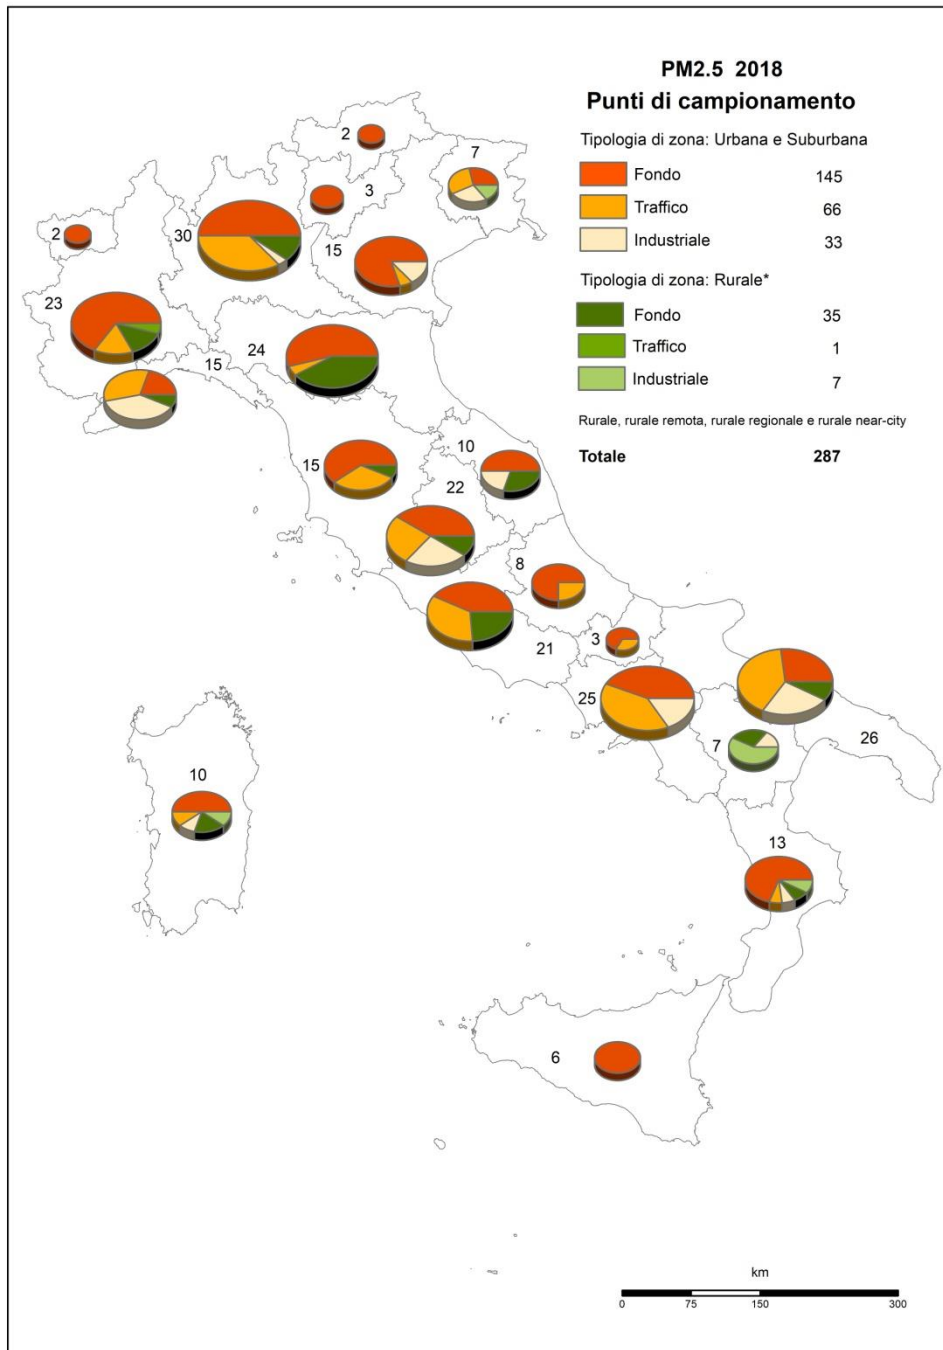 PM2.5 2018
Punti di campionamento
Tipologia di zona: Urbana e Suburbana
Fondo 145
Traffico 66
Industriale 33
Tipologia di zona: Rurale*
Fondo 35
Traffico 1
Industriale 7
Rurale, rurale remota, rurale regionale e rurale near-city
Totale 287
2
7
3
2
30
15
23
24
15
15
10
22
8
3
21
25
7
26
10
13
6
km
0 75 150 300